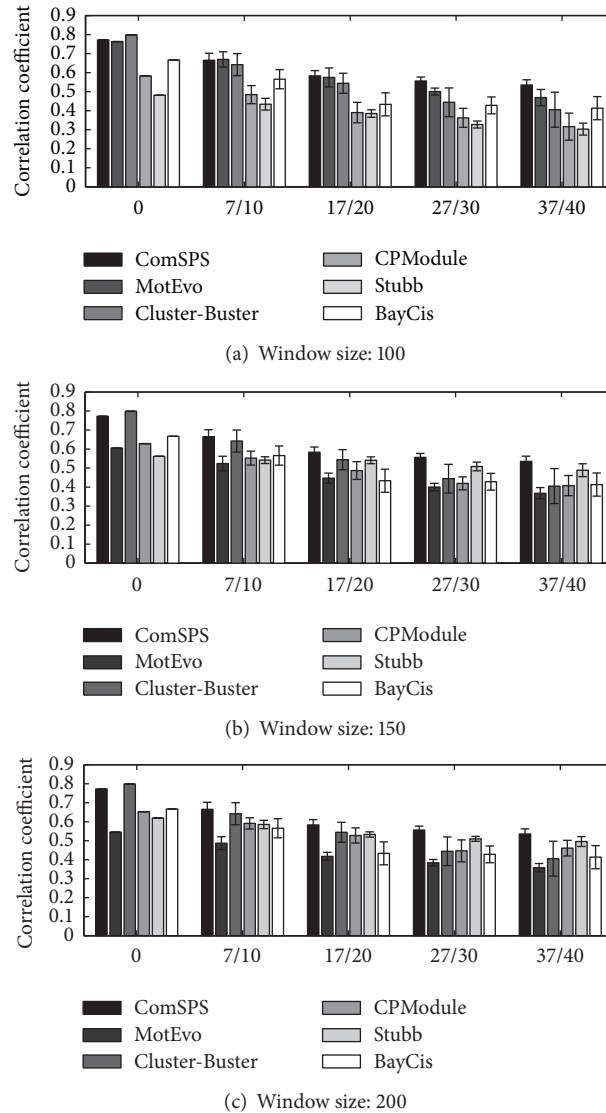 Correlation coefficient
0.9
0.8
0.7
0.6
0.5
0.4
0.3
0.2
0.1
0
0 7/10 17/20 27/30 37/40
ComSPS CPModule
MotEvo Stubb
Cluster-Buster BayCis
(a) Window size: 100
Correlation coefficient
0.9
0.8
0.7
0.6
0.5
0.4
0.3
0.2
0.1
0
0 7/10 17/20 27/30 37/40
ComSPS CPModule
MotEvo Stubb
Cluster-Buster BayCis
(b) Window size: 150
Correlation coefficient
0.9
0.8
0.7
0.6
0.5
0.4
0.3
0.2
0.1
0
0 7/10 17/20 27/30 37/40
ComSPS CPModule
MotEvo Stubb
Cluster-Buster BayCis
(c) Window size: 200